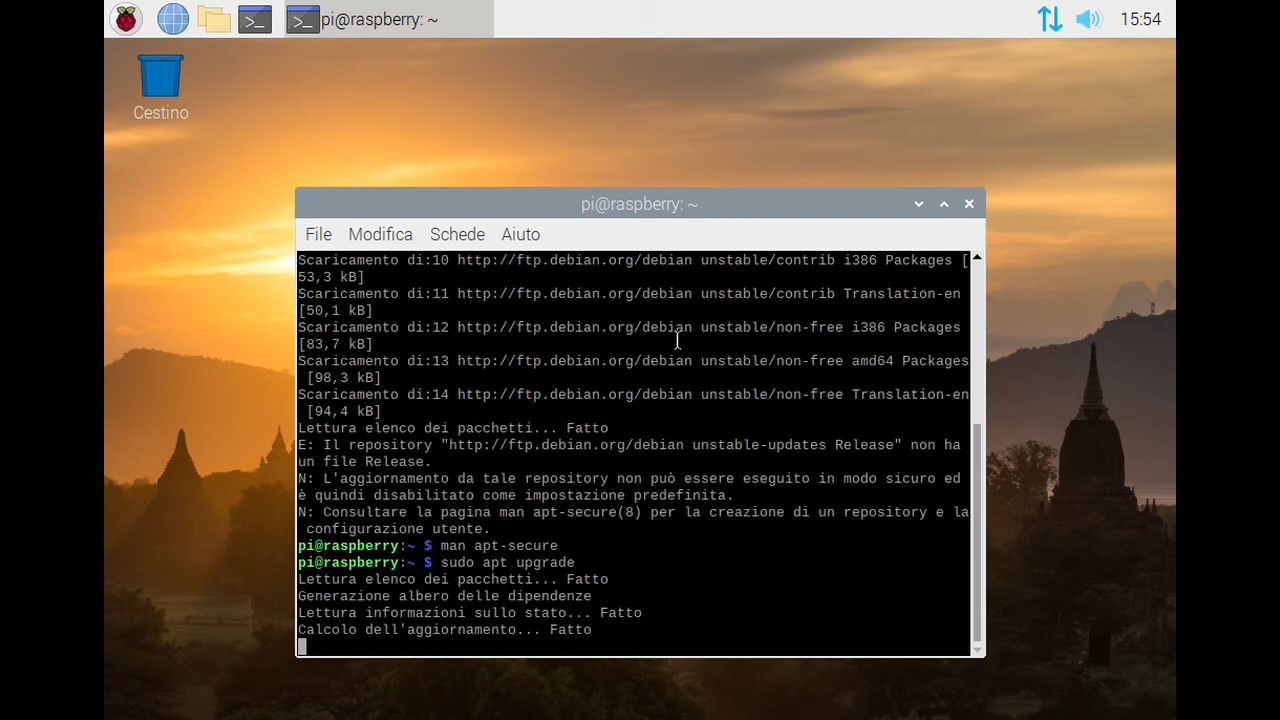 pi@raspberry: ~
15:54
Cestino
pi@raspberry: ~
File Modifica Schede Aiuto
Scaricamento di:10 http://ftp.debian.org/debian unstable/contrib i386 Packages [
53,3 kB]
Scaricamento di:11 http://ftp.debian.org/debian unstable/contrib Translation-en
[50,1 kB]
Scaricamento di:12 http://ftp.debian.org/debian unstable/non-free i386 Packages
[83,7 kB]
Scaricamento di:13 http://ftp.debian.org/debian unstable/non-free amd64 Packages
[98,3 kB]
Scaricamento di:14 http://ftp.debian.org/debian unstable/non-free Translation-en
[94,4 kB]
Lettura elenco dei pacchetti... Fatto
E: Il repository "http://ftp.debian.org/debian unstable-updates Release" non ha
un file Release.
N: L'aggiornamento da tale repository non può essere eseguito in modo sicuro ed
è quindi disabilitato come impostazione predefinita.
N: Consultare la pagina man apt-secure(8) per la creazione di un repository e la
configurazione utente.
pi@raspberry:~ $ man apt-secure
pi@raspberry:~ $ sudo apt upgrade
Lettura elenco dei pacchetti... Fatto
Generazione albero delle dipendenze
Lettura informazioni sullo stato... Fatto
Calcolo dell'aggiornamento... Fatto